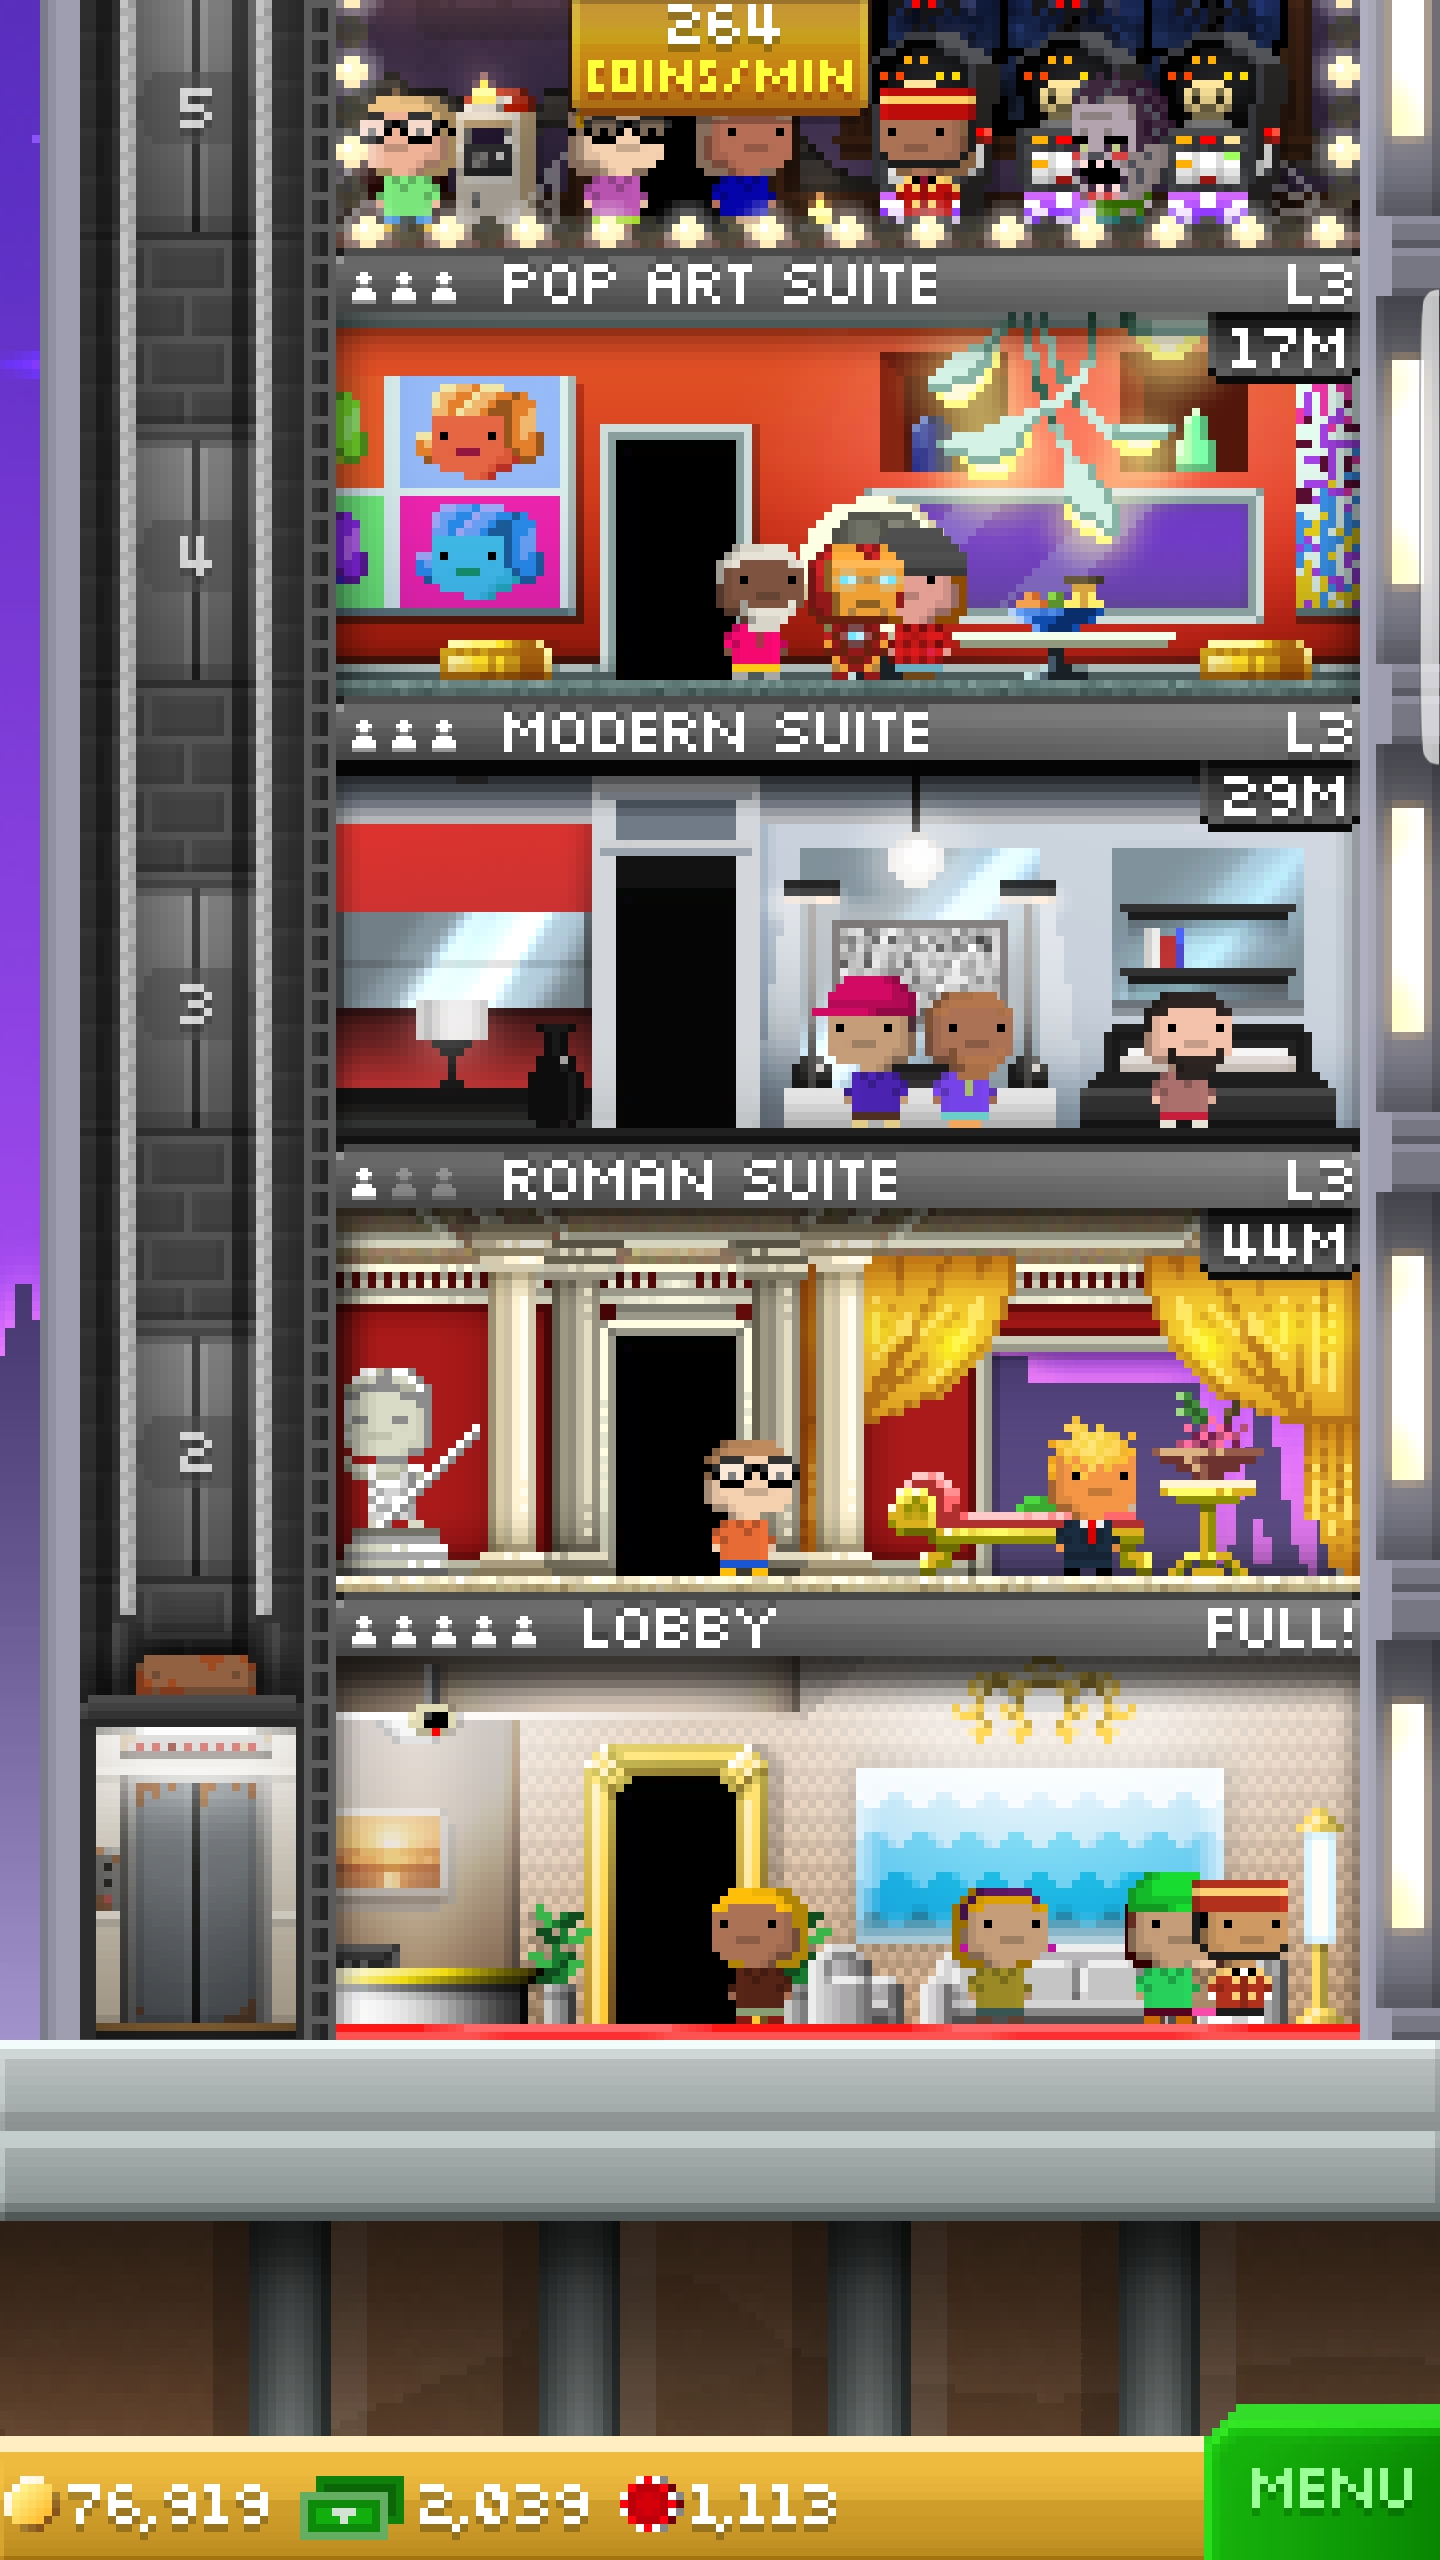 264
COINS/MIN
5
POP ART SUITE L3
17M
4
MODERN SUITE L3
29M
3
ROMAN SUITE L3
44M
2
LOBBY FULL!
76,919 2,039 1,113
MENU